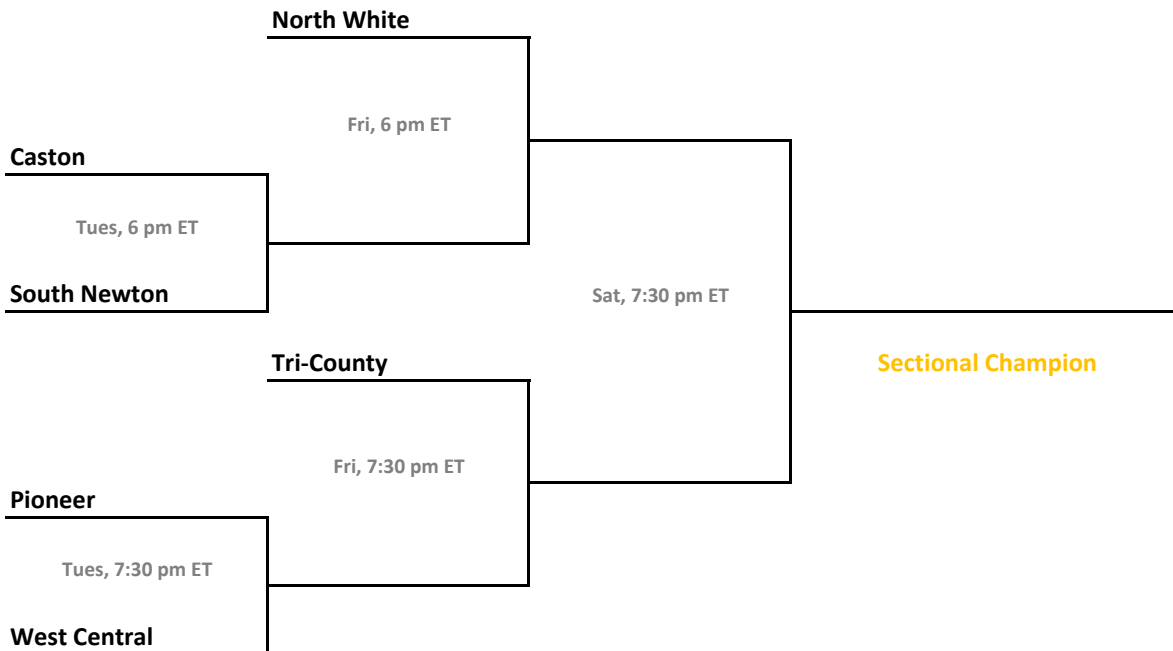 North White
Fri, 6 pm ET
Caston
Tues, 6 pm ET
South Newton
Sat, 7:30 pm ET
Tri-County
Sectional Champion
Fri, 7:30 pm ET
Pioneer
Tues, 7:30 pm ET
West Central